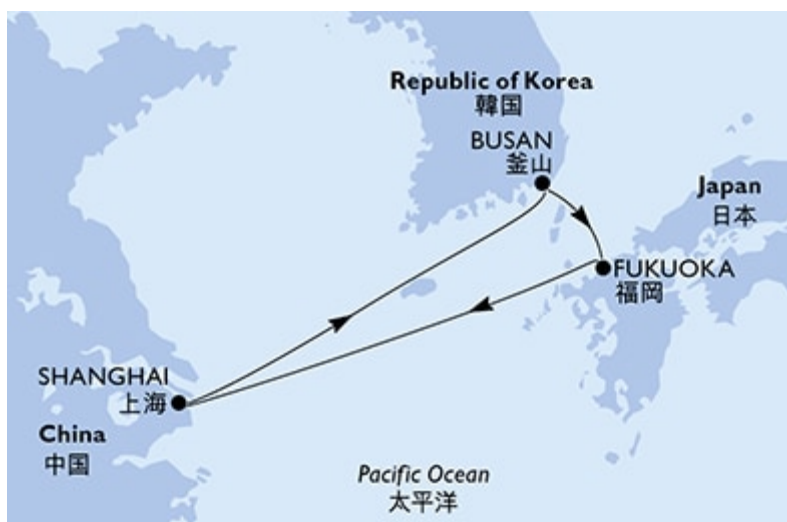 Republic of Korea
韓国
BUSAN
釜山
Japan
日本
FUKUOKA
福岡
SHANGHAI
上海
China
中国
Pacific Ocean
太平洋